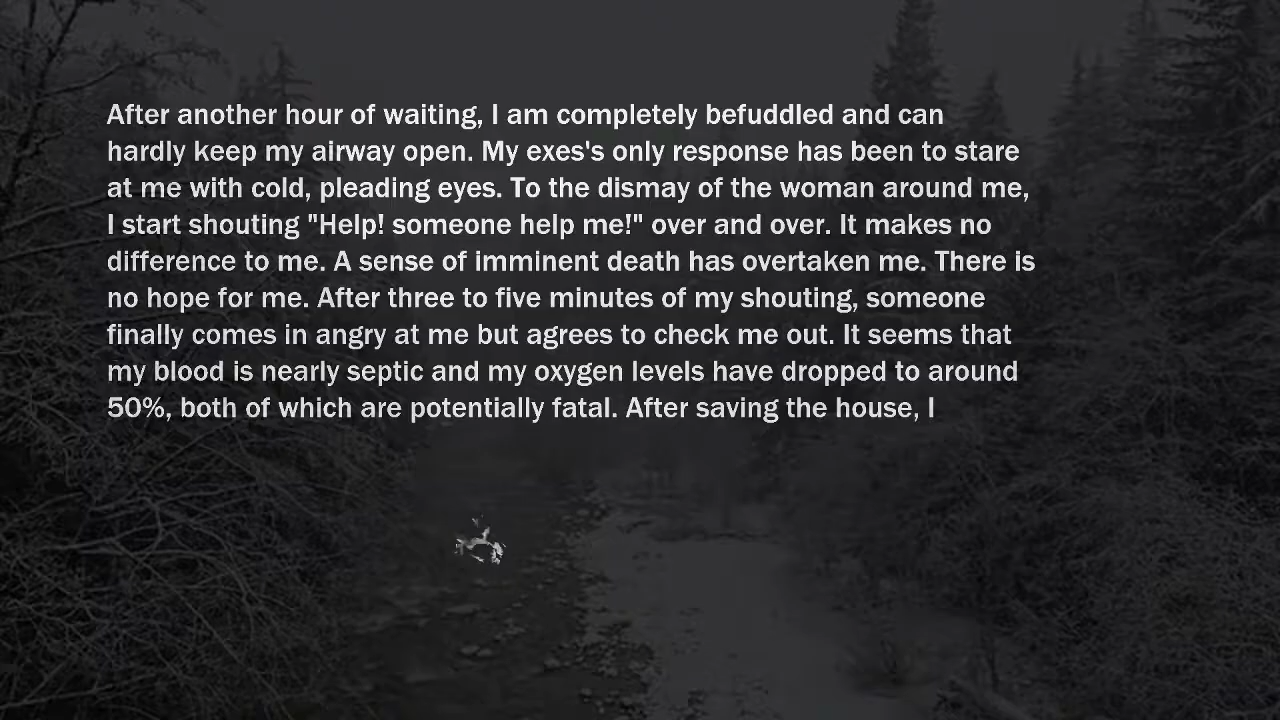 After another hour of waiting, I am completely befuddled and can
hardly keep my airway open. My exes's only response has been to stare
at me with cold, pleading eyes. To the dismay of the woman around me,
I start shouting "Help! someone help me!" over and over. It makes no
difference to me. A sense of imminent death has overtaken me. There is
no hope for me. After three to five minutes of my shouting, someone
finally comes in angry at me but agrees to check me out. It seems that
my blood is nearly septic and my oxygen levels have dropped to around
50%, both of which are potentially fatal. After saving the house, I